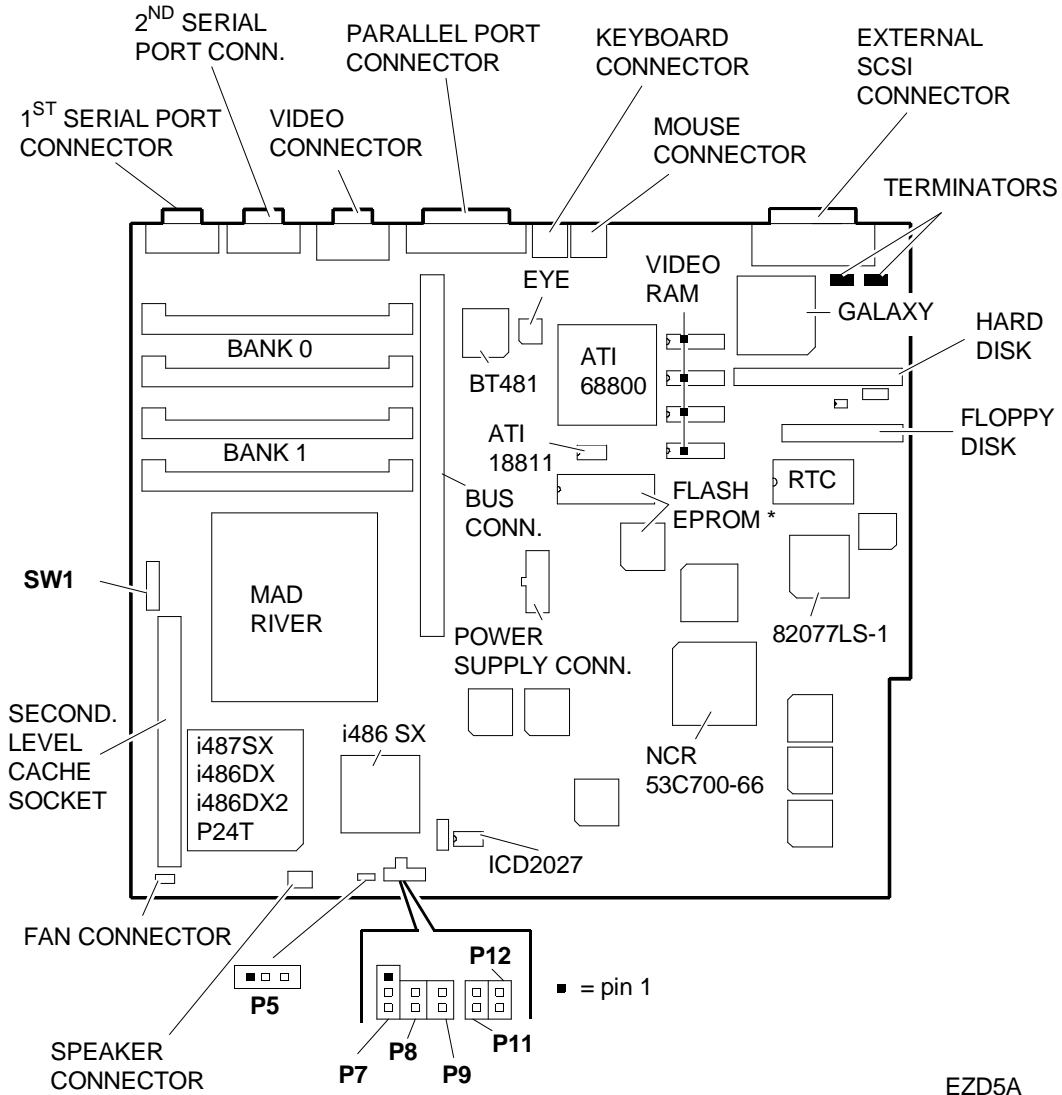 2ND SERIAL
PORT CONN.
PARALLEL PORT
CONNECTOR
KEYBOARD
CONNECTOR
EXTERNAL
SCSI
CONNECTOR
1ST SERIAL PORT
CONNECTOR
VIDEO
CONNECTOR
MOUSE
CONNECTOR
TERMINATORS
EYE
VIDEO
RAM
GALAXY
HARD
DISK
BANK 0
BT481
ATI
68800
FLOPPY
DISK
BANK 1
ATI
18811
RTC
BUS
CONN.
FLASH
EPROM *
SW1
MAD
RIVER
POWER
SUPPLY CONN.
82077LS-1
SECOND.
LEVEL
CACHE
SOCKET
i487SX
i486DX
i486DX2
P24T
i486 SX
NCR
53C700-66
ICD2027
FAN CONNECTOR
P5
P12
= pin 1
P11
P8
P7
P9
SPEAKER
CONNECTOR
EZD5A